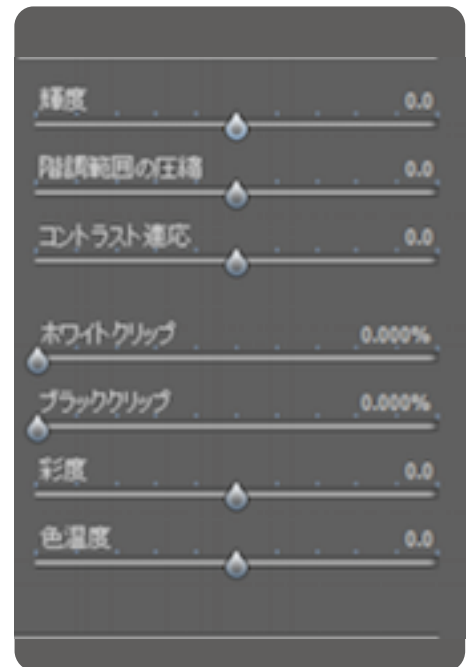 輝度 0.0
階調範囲の圧縮 0.0
コントラスト適応 0.0
ホワイトクリップ 0.000%
ブラッククリップ 0.000%
彩度 0.0
色温度 0.0